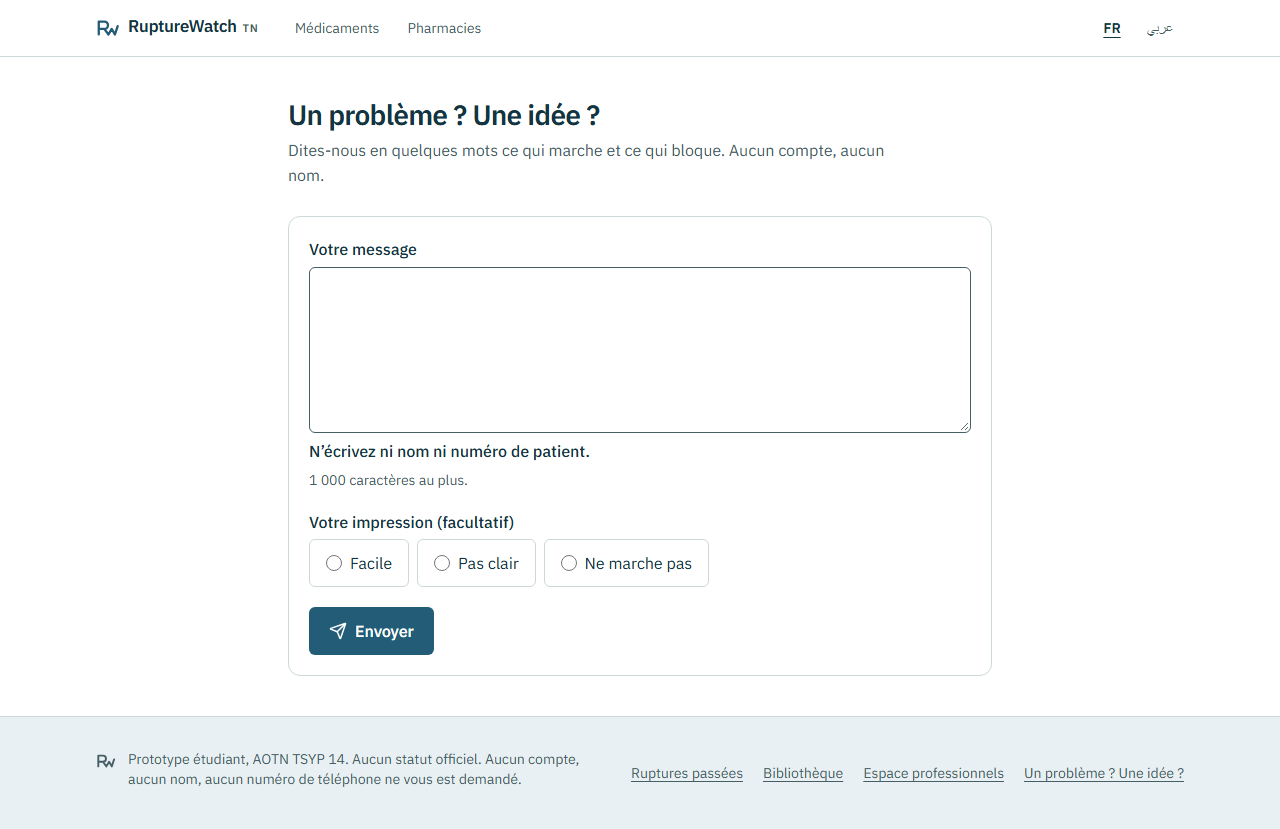 RuptureWatch TN
Médicaments
Pharmacies
FR
عربي
Un problème ? Une idée ?
Dites-nous en quelques mots ce qui marche et ce qui bloque. Aucun compte, aucun
nom.
Votre message
N’écrivez ni nom ni numéro de patient.
1 000 caractères au plus.
Votre impression (facultatif)
Facile
Pas clair
Ne marche pas
Envoyer
Prototype étudiant, AOTN TSYP 14. Aucun statut officiel. Aucun compte,
aucun nom, aucun numéro de téléphone ne vous est demandé.
Ruptures passées
Bibliothèque
Espace professionnels
Un problème ? Une idée ?